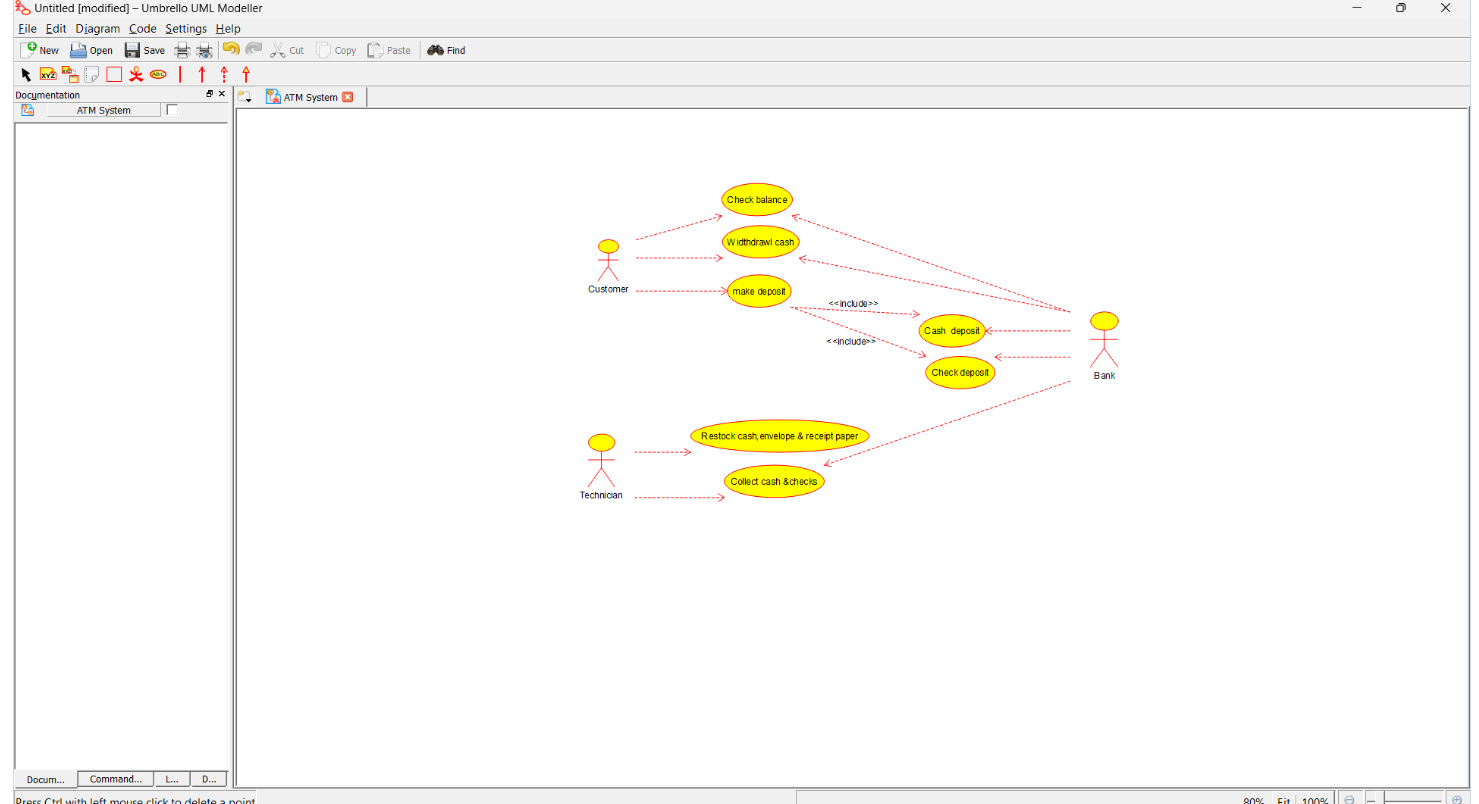 Untitled [modified] – Umbrello UML Modeller
File Edit Diagram Code Settings Help
New Open Save Cut Copy Paste Find
XYZ ABC
Documentation
ATM System
ATM System
Check balance
Widthdrawl cash
Customer
make deposit
<<include>>
Cash deposit
<<include>>
Check deposit
Bank
Restock cash,envelope & receipt paper
Technician
Collect cash &checks
Docum... Command... L... D...
Press Ctrl with left mouse click to delete a point
80% Fit 100%